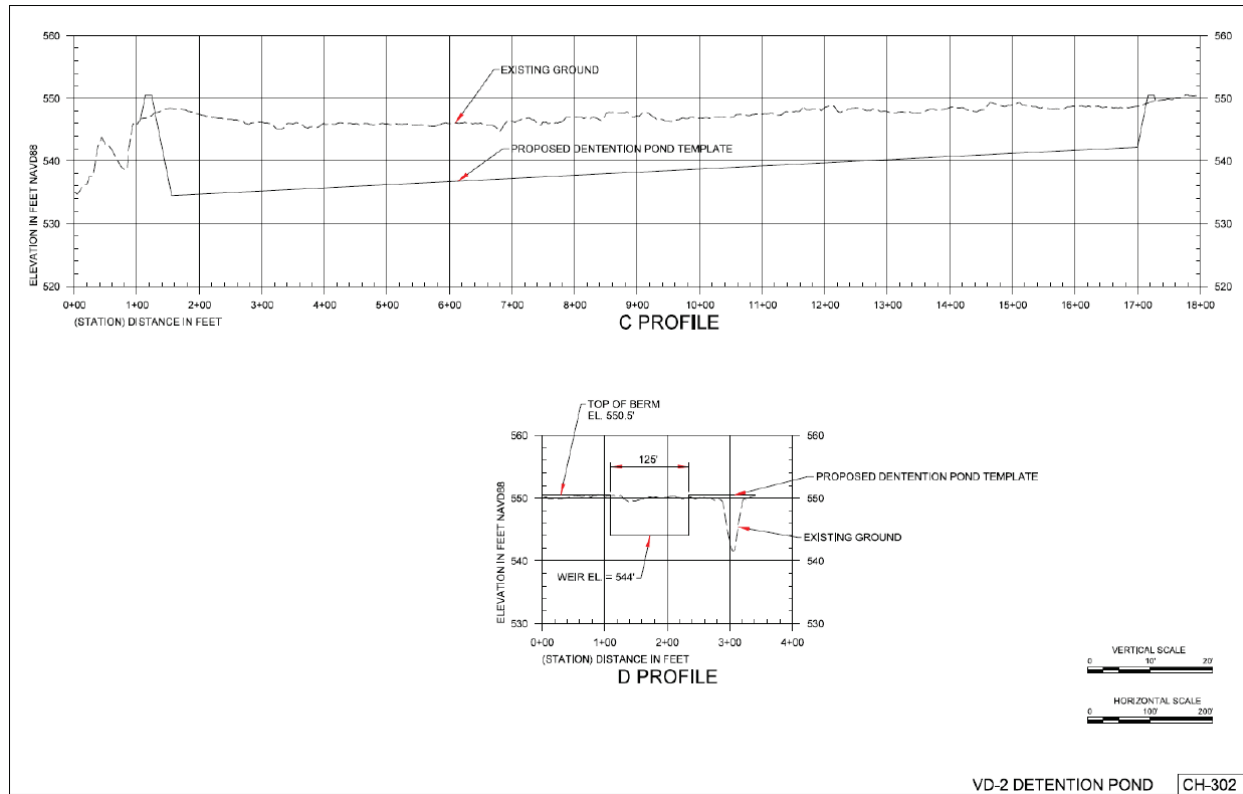 560
550
540
530
520
ELEVATION IN FEET NAVD88
EXISTING GROUND
PROPOSED DENTENTION POND TEMPLATE
560
550
540
530
520
0+00 1+00 2+00 3+00 4+00 5+00 6+00 7+00 8+00 9+00 10+00 11+00 12+00 13+00 14+00 15+00 16+00 17+00 18+00
(STATION) DISTANCE IN FEET
C PROFILE
TOP OF BERM
EL. 550.5'
560
550
540
530
ELEVATION IN FEET NAVD88
125'
560
550
540
530
PROPOSED DENTENTION POND TEMPLATE
EXISTING GROUND
WEIR EL. = 544'
0+00 1+00 2+00 3+00 4+00
(STATION) DISTANCE IN FEET
D PROFILE
VERTICAL SCALE
0 10' 20'
HORIZONTAL SCALE
0 100' 200'
VD-2 DETENTION POND CH-302